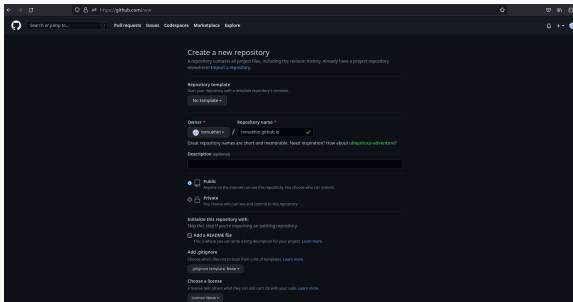 https://github.com/new
Search or jump to...
Pull requests Issues Codespaces Marketplace Explore
Create a new repository
A repository contains all project files, including the revision history. Already have a project repository
elsewhere? Import a repository.
Repository template
Start your repository with a template repository's contents.
No template
Owner * Repository name *
/
Great repository names are short and memorable. Need inspiration? How about ubiquitous-adventure?
Description (optional)
Public
Anyone on the internet can see this repository. You choose who can commit.
Private
You choose who can see and commit to this repository.
Initialize this repository with:
Skip this step if you're importing an existing repository.
Add a README file
This is where you can write a long description for your project. Learn more.
Add .gitignore
Choose which files not to track from a list of templates. Learn more.
.gitignore template: None
Choose a license
A license tells others what they can and can't do with your code. Learn more.
License: None